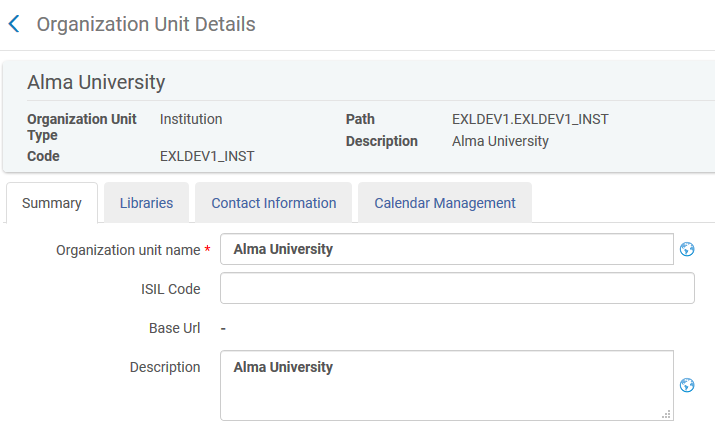 Organization Unit Details
Alma University
Organization Unit Type Institution Path EXLDEV1.EXLDEV1_INST
Code EXLDEV1_INST Description Alma University
Summary Libraries Contact Information Calendar Management
Organization unit name * Alma University
ISIL Code
Base Url -
Description Alma University